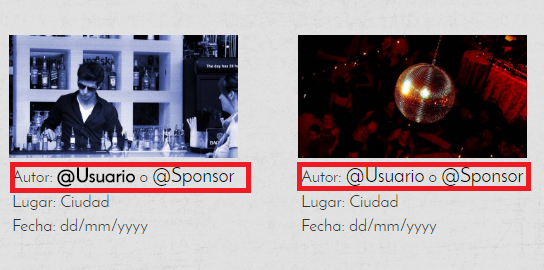 Autor: @Usuario o @Sponsor
Lugar: Ciudad
Fecha: dd/mm/yyyy
Autor: @Usuario o @Sponsor
Lugar: Ciudad
Fecha: dd/mm/yyyy